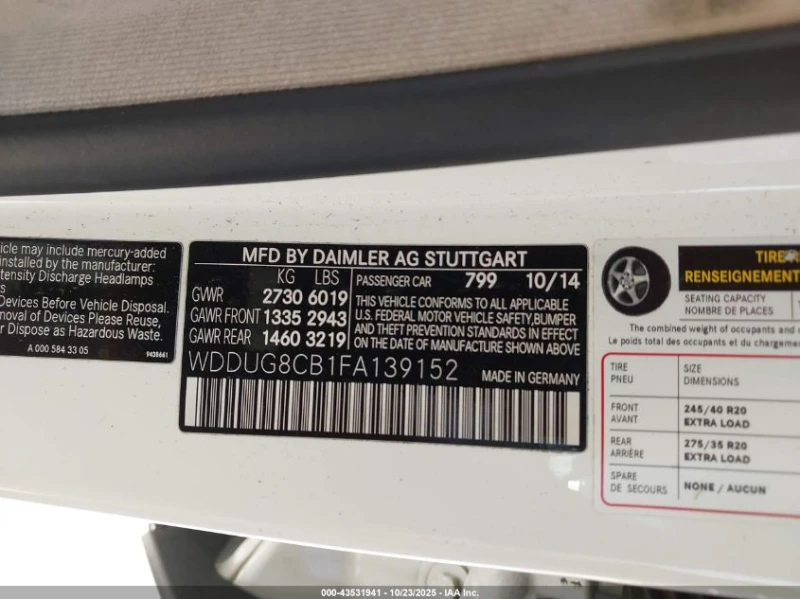 hicle may include mercury-added
installed by the manufacturer:
tensity Discharge Headlamps
Devices Before Vehicle Disposal.
moval of Devices Please Reuse,
or Dispose as Hazardous Waste.
A 000 584 33 05
9438661
MFD BY DAIMLER AG STUTTGART
KG LBS
GVWR 2730 6019
GAWR FRONT 1335 2943
GAWR REAR 1460 3219
PASSENGER CAR 799 10/14
THIS VEHICLE CONFORMS TO ALL APPLICABLE
U.S. FEDERAL MOTOR VEHICLE SAFETY,BUMPER
AND THEFT PREVENTION STANDARDS IN EFFECT
ON THE DATE OF MANUFACTURE SHOWN ABOVE
WDDUG8CB1FA139152
MADE IN GERMANY
TIRE
RENSEIGNEMENT
SEATING CAPACITY
NOMBRE DE PLACES
The combined weight of occupants and
Le poids total des occupants et du chargement
TIRE
PNEU
SIZE
DIMENSIONS
FRONT
AVANT
245/40 R20
EXTRA LOAD
REAR
ARRIÈRE
275/35 R20
EXTRA LOAD
SPARE
DE SECOURS
NONE / AUCUN
000-43531941 - 10/23/2025 - IAA Inc.